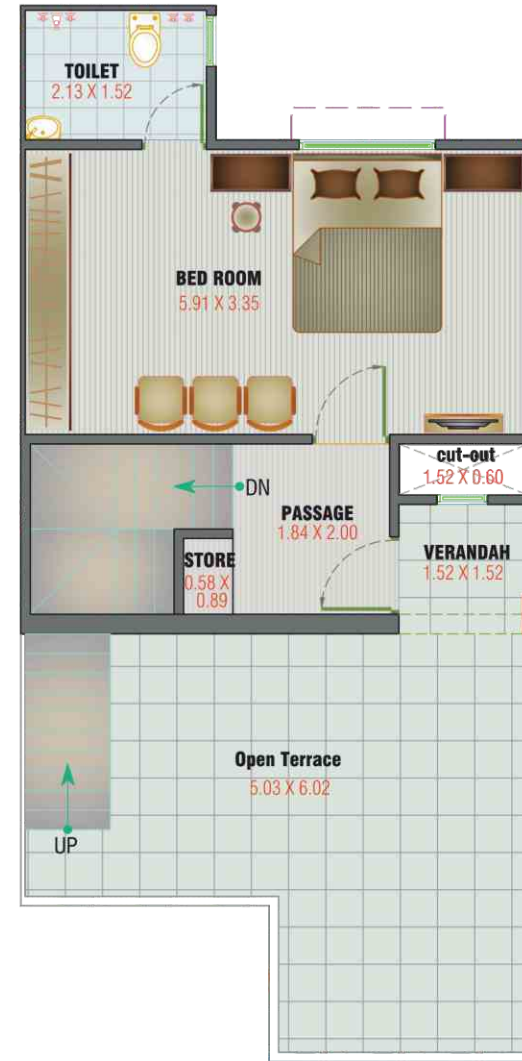 TOILET
2.13 X 1.52
BED ROOM
5.91 X 3.35
cut-out
1.52 X 0.60
DN
PASSAGE
1.84 X 2.00
STORE
0.58 X
0.89
VERANDAH
1.52 X 1.52
Open Terrace
5.03 X 6.02
UP